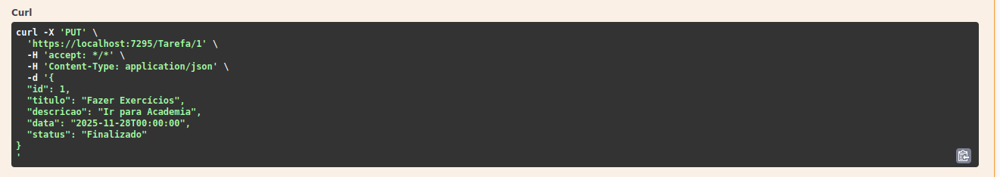 Curl
curl -X 'PUT' \
  'https://localhost:7295/Tarefa/1' \
  -H 'accept: */*' \
  -H 'Content-Type: application/json' \
  -d '{
  "id": 1,
  "titulo": "Fazer Exercícios",
  "descricao": "Ir para Academia",
  "data": "2025-11-28T00:00:00",
  "status": "Finalizado"
}
'